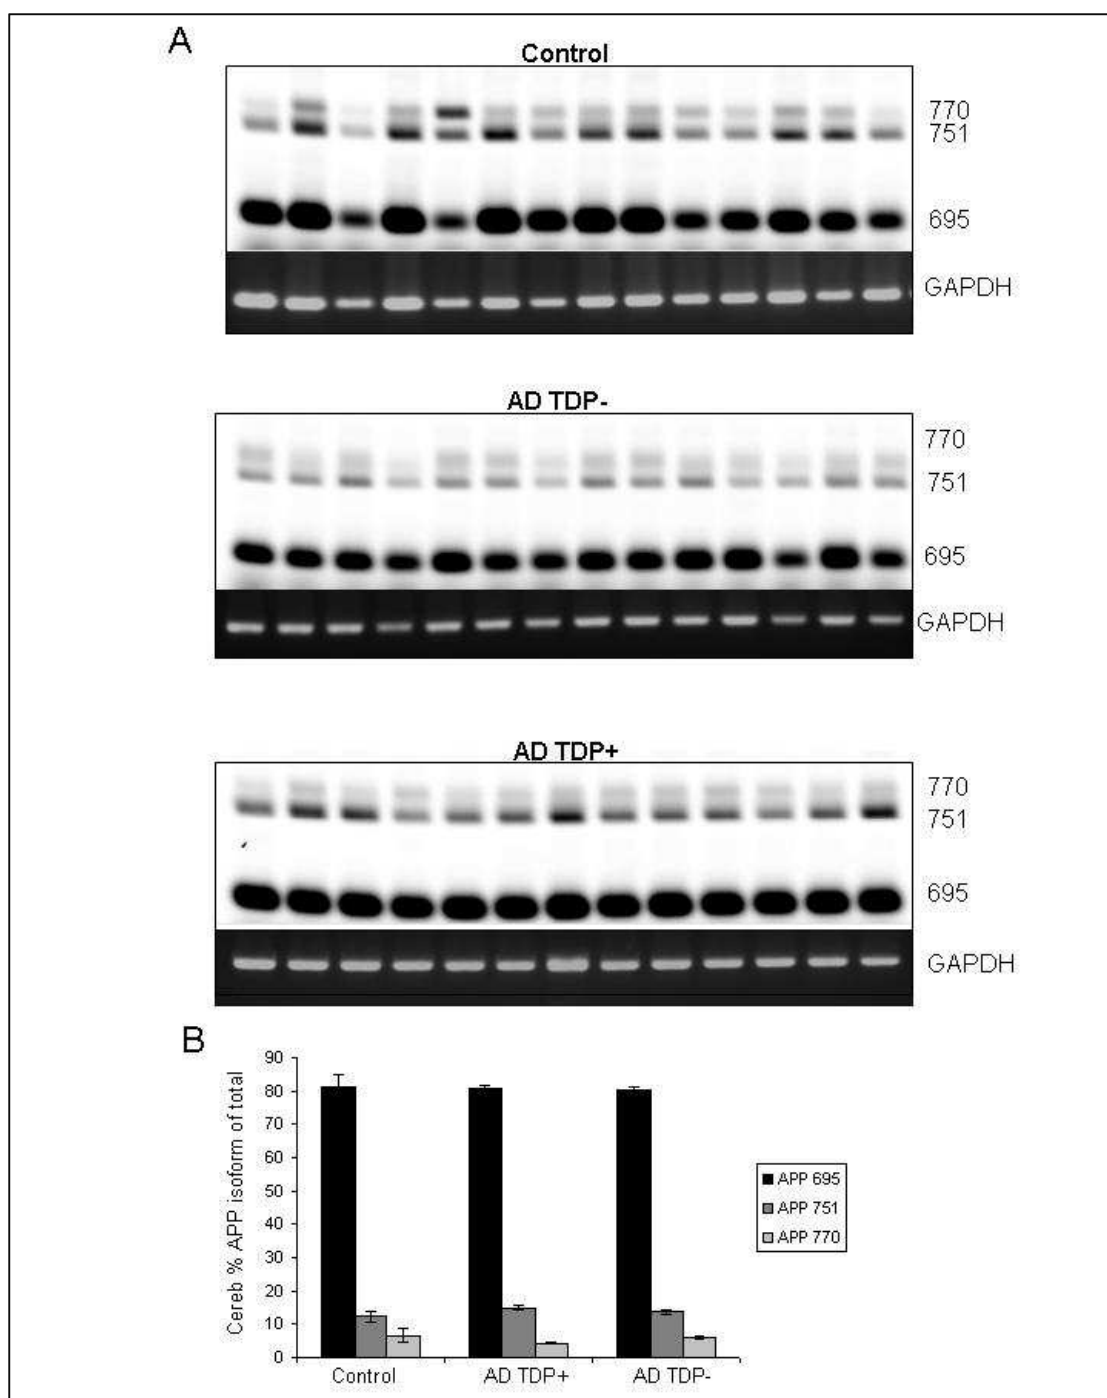 A
Control
770
751
695
GAPDH
AD TDP-
770
751
695
GAPDH
AD TDP+
770
751
695
GAPDH
B
Cereb % APP isoform of total
90
80
70
60
50
40
30
20
10
0
Control
AD TDP+
AD TDP-
APP 695
APP 751
APP 770